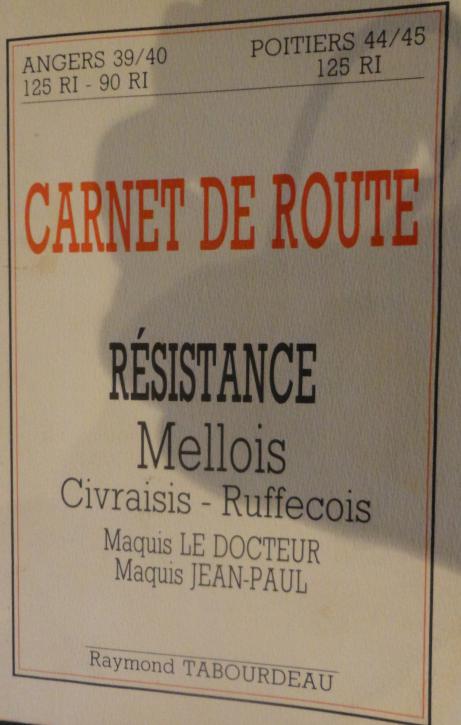 ANGERS 39/40
125 RI - 90 RI
POITIERS 44/45
125 RI
CARNET DE ROUTE
RÉSISTANCE
Mellois
Civraisis - Ruffecois
Maquis LE DOCTEUR
Maquis JEAN-PAUL
Raymond TABOURDEAU